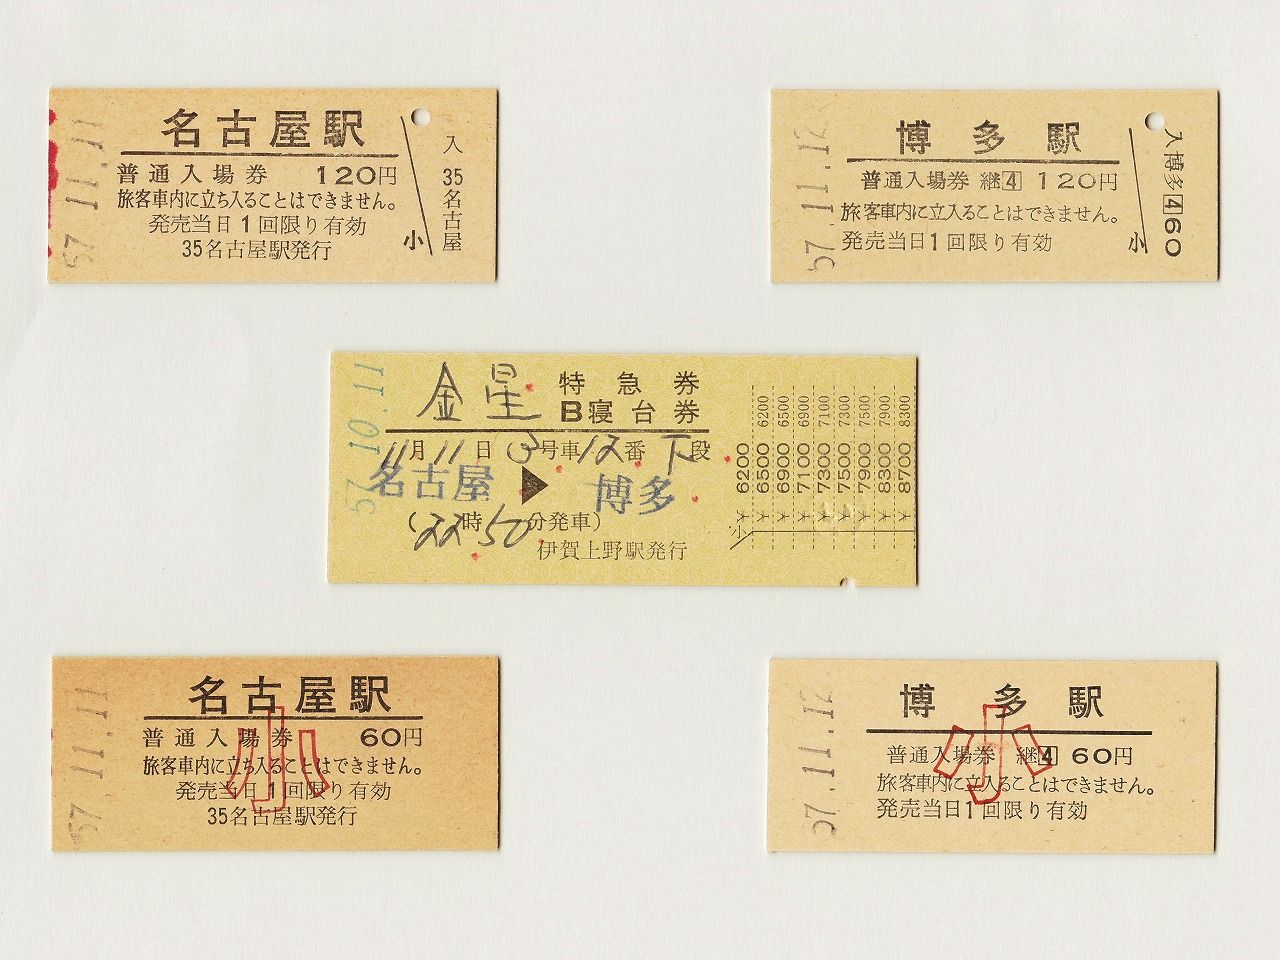 名古屋駅
普通入場券 120円
旅客車内に立ち入ることはできません。
発売当日1回限り有効
35名古屋駅発行
小
入 35名古屋
57.11.11
博多駅
普通入場券 継4 120円
旅客車内に立入ることはできません。
発売当日1回限り有効
小
入 博多4 60
57.11.12
金星 特急券
B寝台券
11月11日 3号車12番下段
名古屋 ▶ 博多
(22時50分発車)
伊賀上野駅発行
57.10.11
小
¥6200 6200
¥6500 6500
¥6900 6900
¥7100 6900
¥7300 7100
¥7500 7300
¥7900 7500
¥8300 7900
¥8700 8300
名古屋駅
普通入場券 60円
旅客車内に立ち入ることはできません。
発売当日1回限り有効
35名古屋駅発行
小
57.11.11
博多駅
普通入場券 継4 60円
旅客車内に立入ることはできません。
発売当日1回限り有効
小
57.11.12